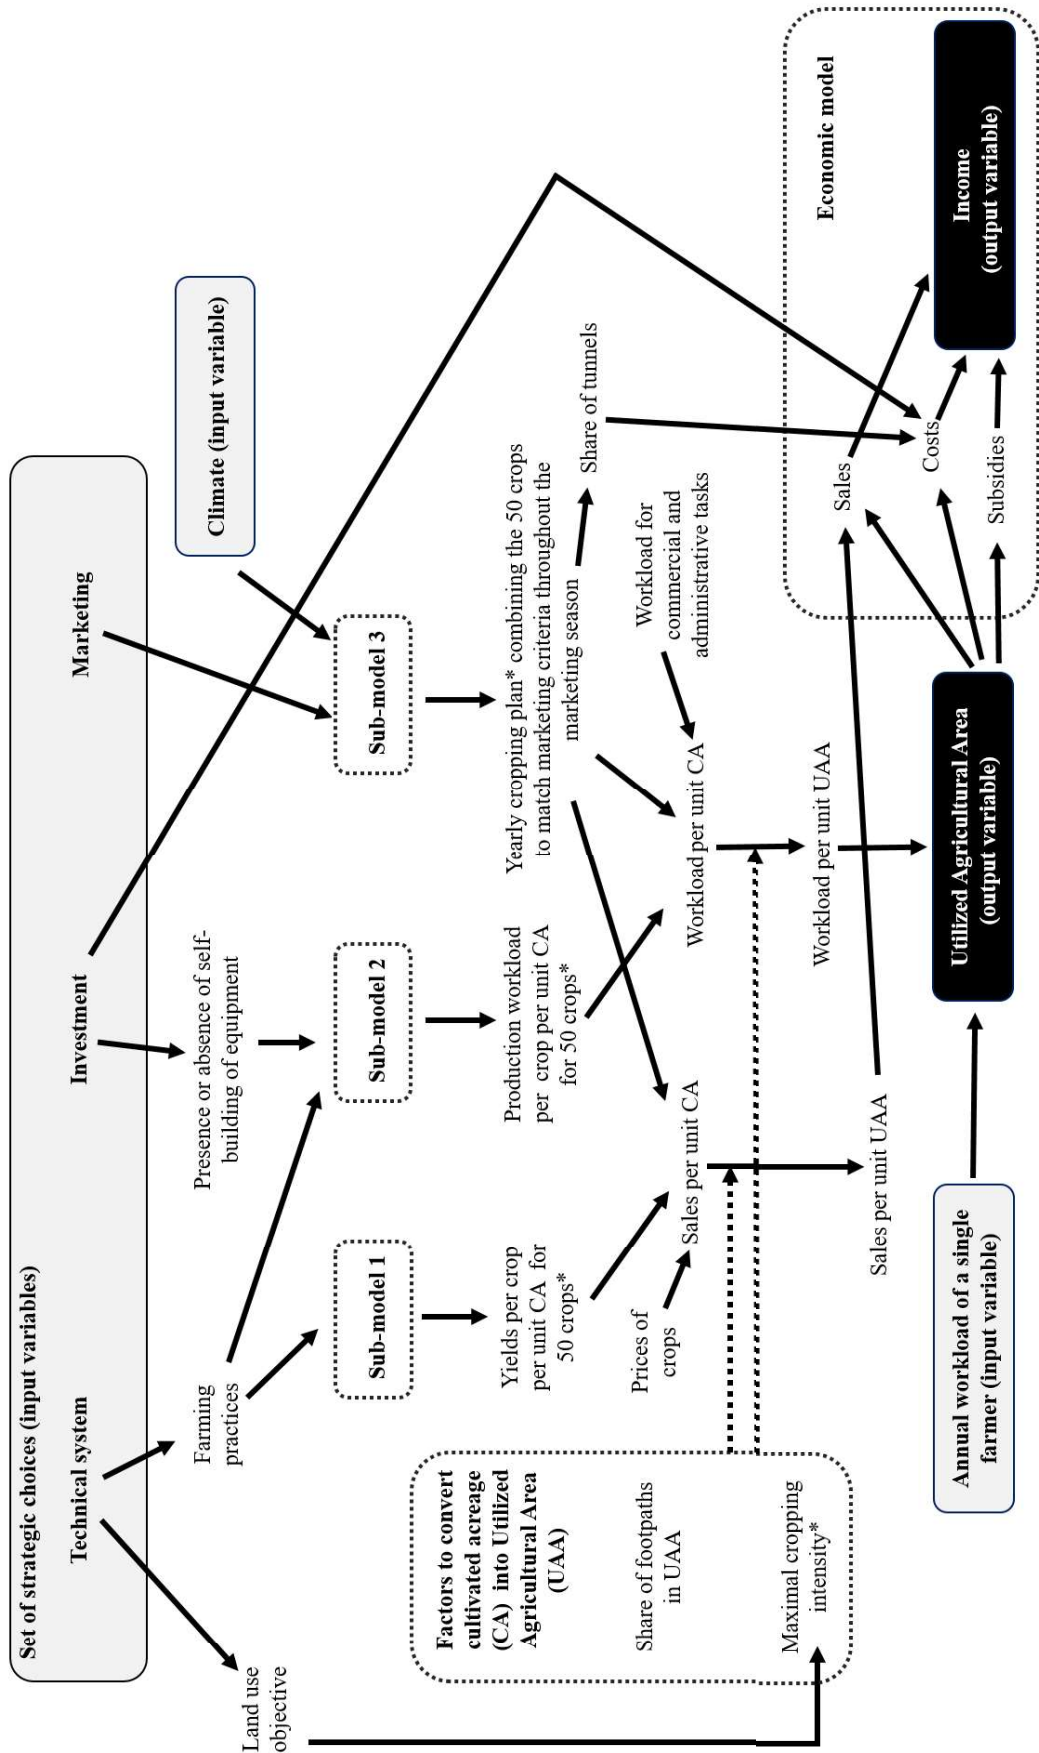 Set of strategic choices (input variables)
Technical system
Investment
Marketing
Climate (input variable)
Land use
objective
Farming
practices
Presence or absence of self-
building of equipment
Sub-model 1
Sub-model 2
Sub-model 3
Factors to convert
cultivated acreage
(CA) into Utilized
Agricultural Area
(UAA)
Share of footpaths
in UAA
Maximal cropping
intensity*
Yields per crop
per unit CA for
50 crops*
Production workload
per crop per unit CA
for 50 crops*
Yearly cropping plan* combining the 50 crops
to match marketing criteria throughout the
marketing season
Share of tunnels
Prices of
crops
Workload for
commercial and
administrative tasks
Sales per unit CA
Workload per unit CA
Sales per unit UAA
Workload per unit UAA
Economic model
Sales
Costs
Subsidies
Annual workload of a single
farmer (input variable)
Utilized Agricultural Area
(output variable)
Income
(output variable)